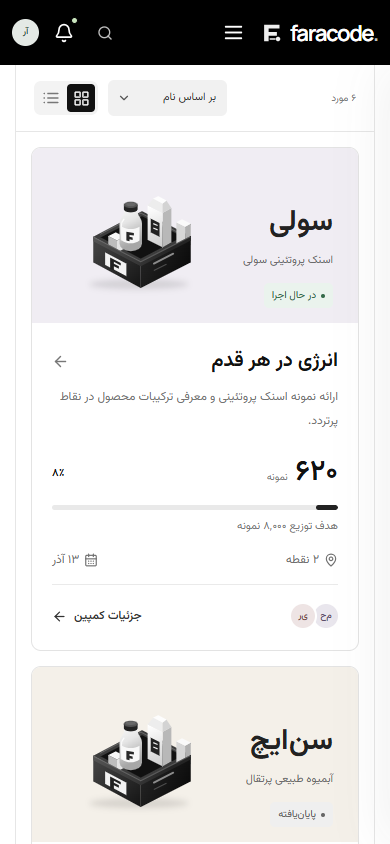 faracode.
آر
۶ مورد
بر اساس نام
سولی
اسنک پروتئینی سولی
در حال اجرا
انرژی در هر قدم
ارائه نمونه اسنک پروتئینی و معرفی ترکیبات محصول در نقاط
پرتردد.
۶۲۰ نمونه
۸٪
هدف توزیع ۸,۰۰۰ نمونه
۲ نقطه
۱۳ آذر
م‌ح
ی‌ر
جزئیات کمپین
سن‌ایچ
آبمیوه طبیعی پرتقال
پایان‌یافته